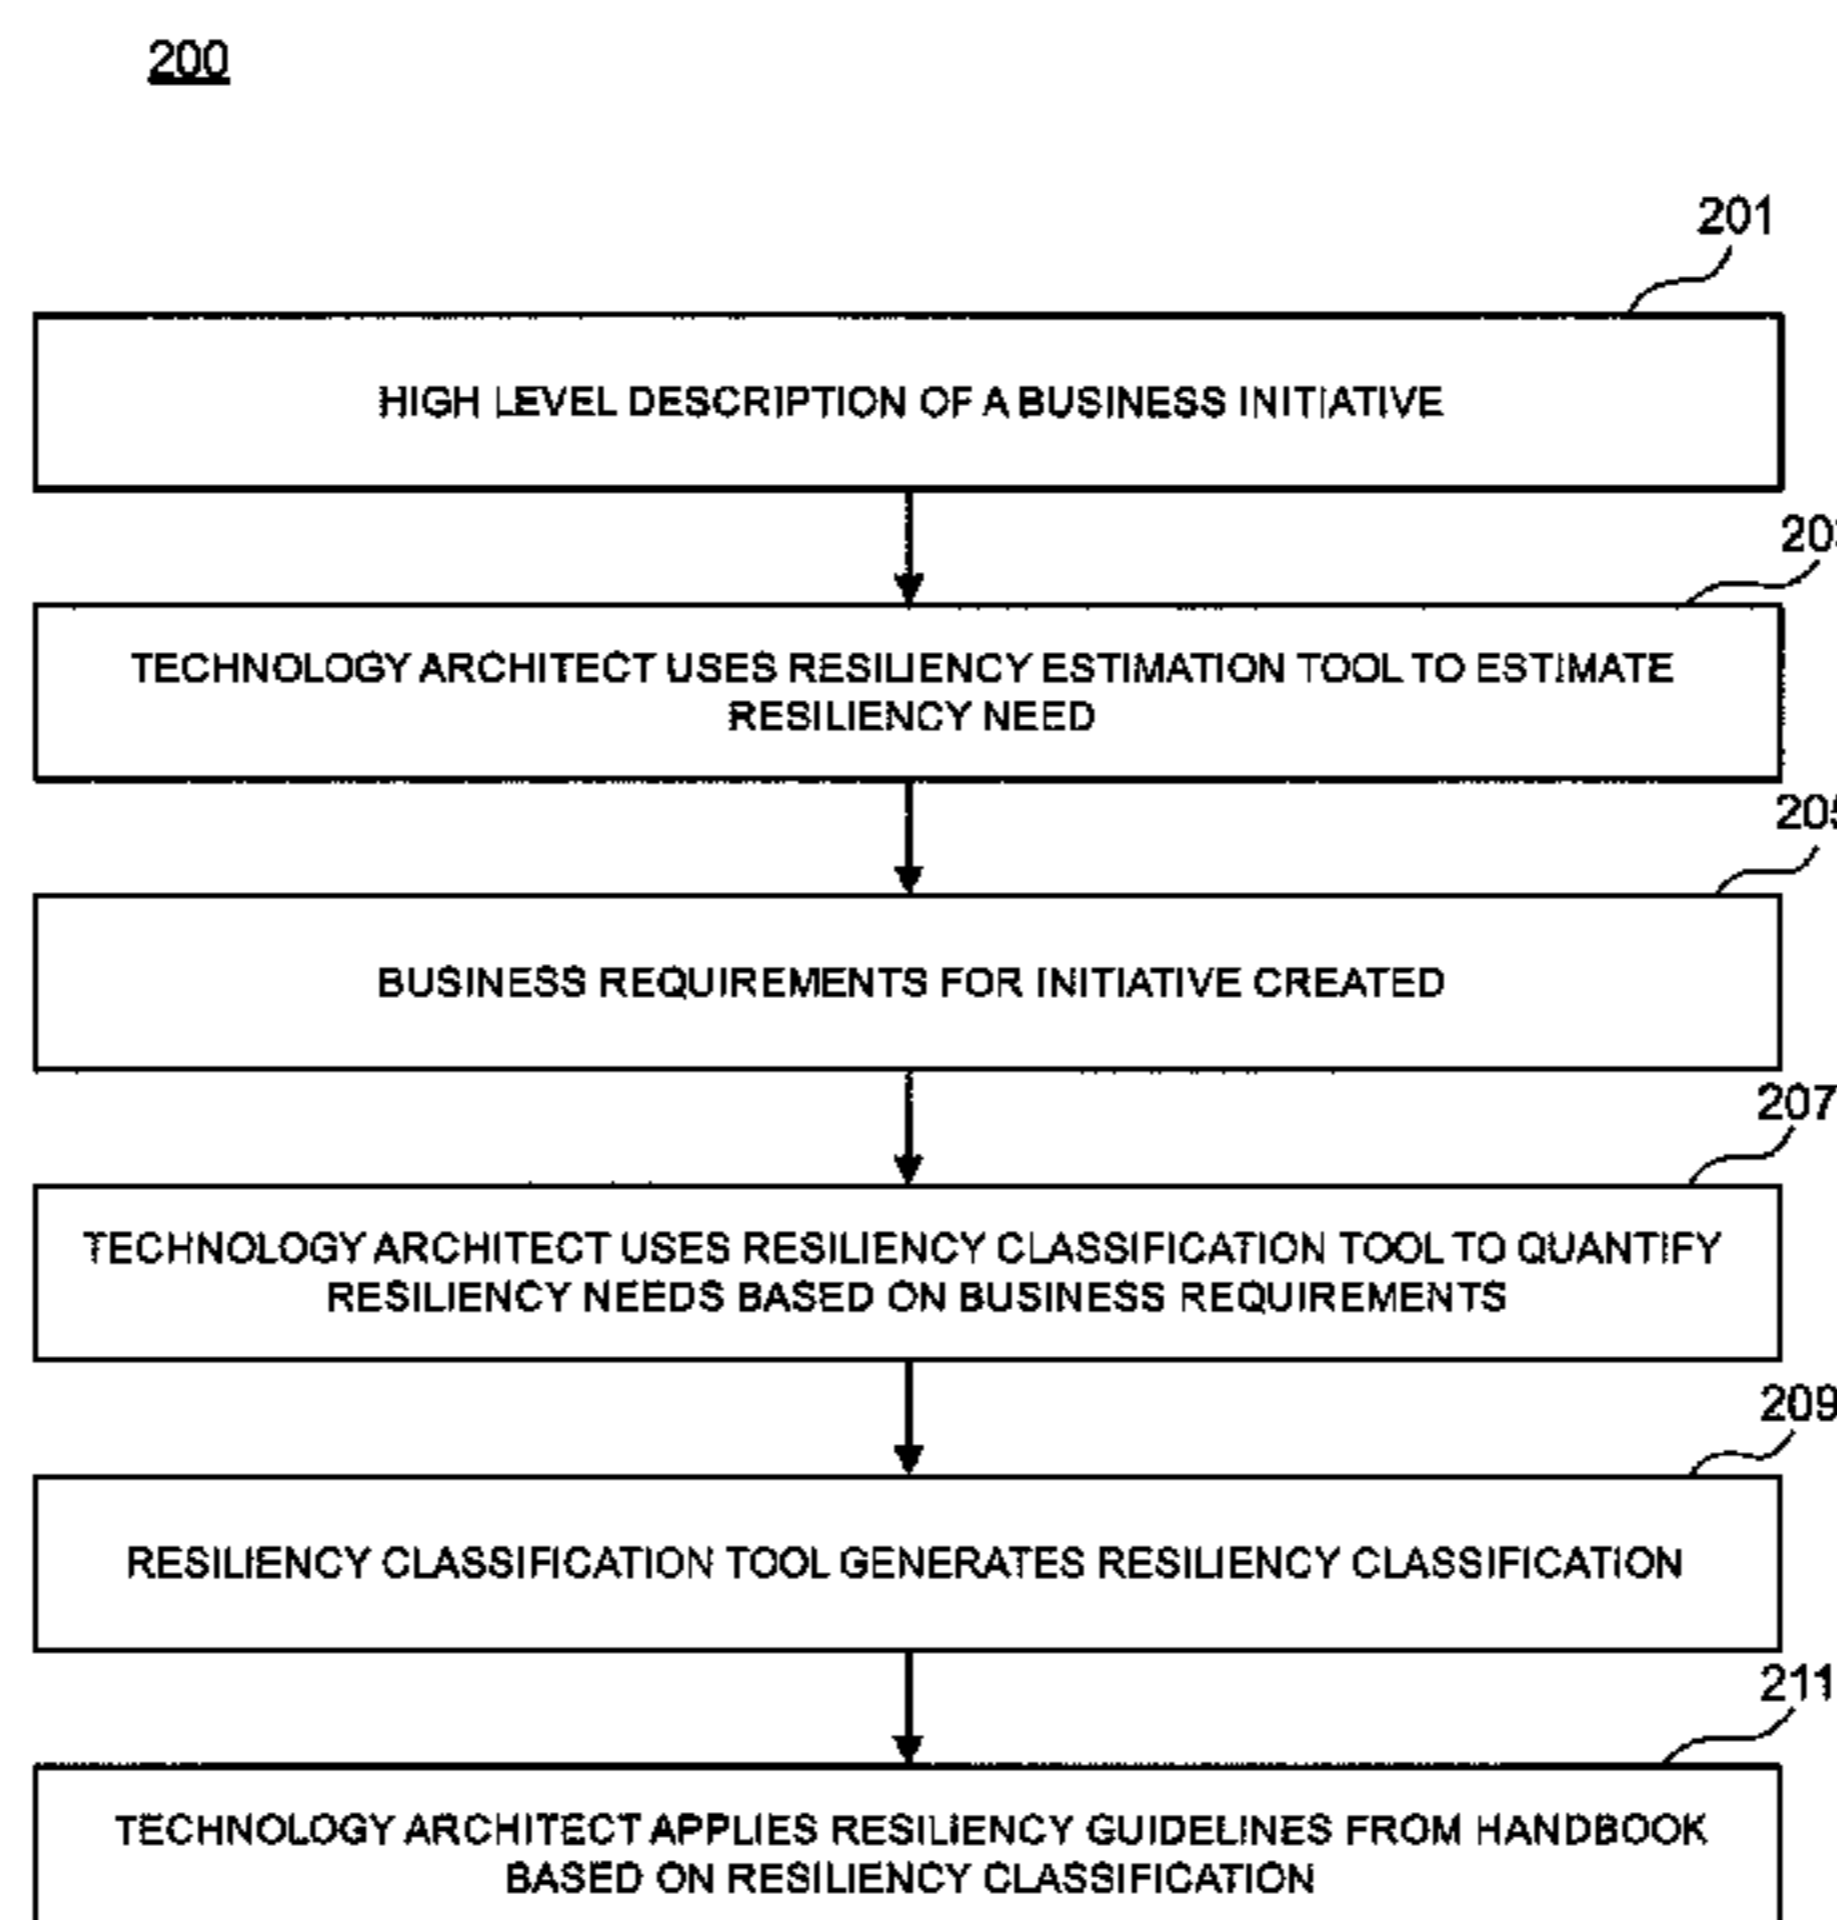 200
201
HIGH LEVEL DESCRIPTION OF A BUSINESS INITIATIVE
TECHNOLOGY ARCHITECT USES RESILIENCY ESTIMATION TOOL TO ESTIMATE
RESILIENCY NEED
BUSINESS REQUIREMENTS FOR INITIATIVE CREATED
207
TECHNOLOGY ARCHITECT USES RESILIENCY CLASSIFICATION TOOL TO QUANTIFY
RESILIENCY NEEDS BASED ON BUSINESS REQUIREMENTS
209
RESILIENCY CLASSIFICATION TOOL GENERATES RESILIENCY CLASSIFICATION
211
TECHNOLOGY ARCHITECT APPLIES RESILIENCY GUIDELINES FROM HANDBOOK
BASED ON RESILIENCY CLASSIFICATION